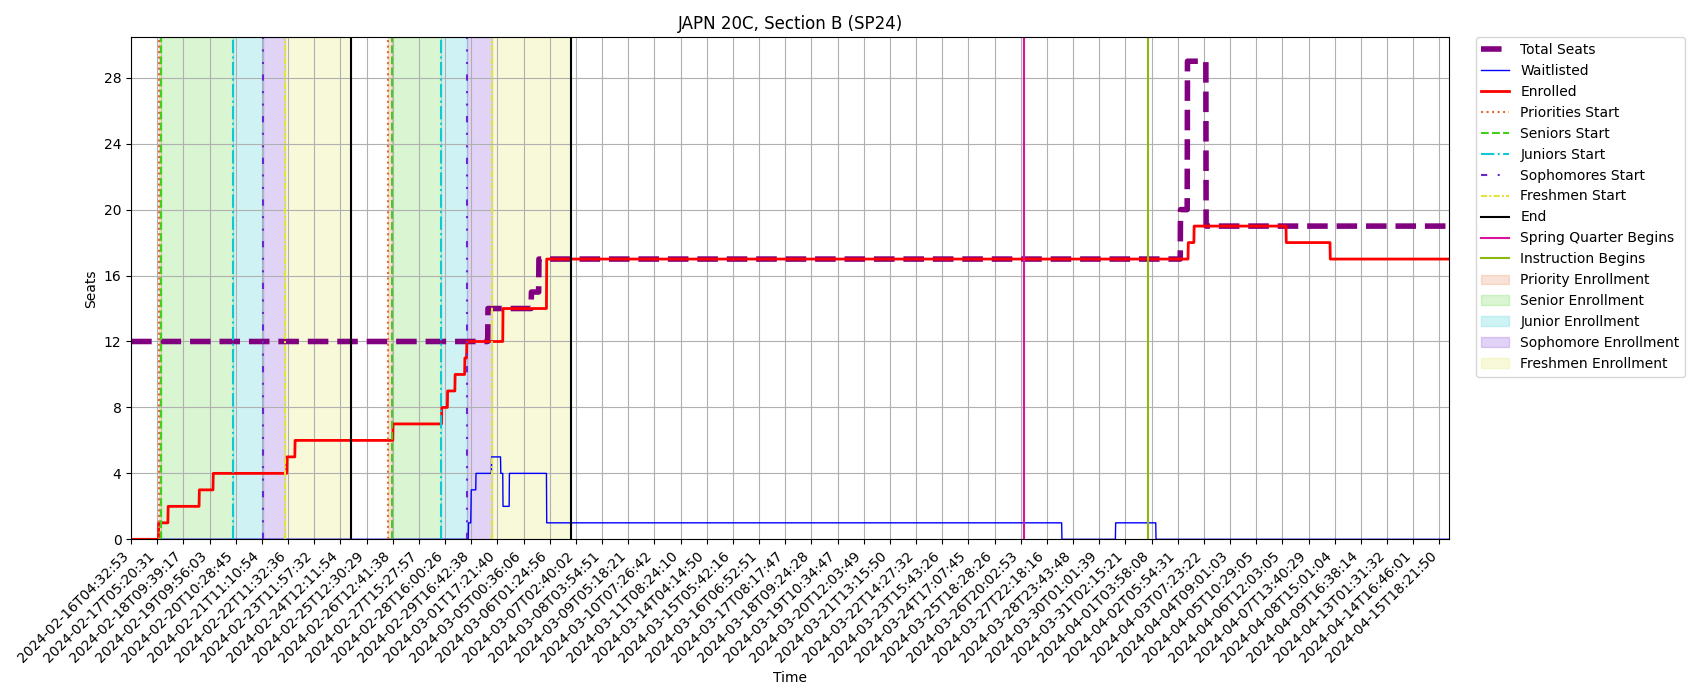 JAPN 20C, Section B (SP24)
Seats
28
24
20
16
12
8
4
0
2024-02-16T04:32:53
2024-02-17T05:20:31
2024-02-18T09:39:17
2024-02-19T09:56:03
2024-02-20T10:28:45
2024-02-21T11:10:54
2024-02-22T11:32:36
2024-02-23T11:57:32
2024-02-24T12:11:54
2024-02-25T12:30:29
2024-02-26T12:41:38
2024-02-27T15:27:57
2024-02-28T16:00:26
2024-02-29T16:42:38
2024-03-01T17:21:40
2024-03-05T00:36:06
2024-03-06T01:24:56
2024-03-07T02:40:02
2024-03-08T03:54:51
2024-03-09T05:18:21
2024-03-10T07:26:42
2024-03-11T08:24:10
2024-03-14T04:14:50
2024-03-15T05:42:16
2024-03-16T06:52:51
2024-03-17T08:17:47
2024-03-18T09:24:28
2024-03-19T10:34:47
2024-03-20T12:03:49
2024-03-21T13:15:50
2024-03-22T14:27:32
2024-03-23T15:43:26
2024-03-24T17:07:45
2024-03-25T18:28:26
2024-03-26T20:02:53
2024-03-27T22:18:16
2024-03-28T23:43:48
2024-03-30T01:01:39
2024-03-31T02:15:21
2024-04-01T03:58:08
2024-04-02T05:54:31
2024-04-03T07:23:22
2024-04-04T09:01:03
2024-04-05T10:29:05
2024-04-06T12:03:05
2024-04-07T13:40:29
2024-04-08T15:01:04
2024-04-09T16:38:14
2024-04-13T01:31:32
2024-04-14T16:46:01
2024-04-15T18:21:50
Time
Total Seats
Waitlisted
Enrolled
Priorities Start
Seniors Start
Juniors Start
Sophomores Start
Freshmen Start
End
Spring Quarter Begins
Instruction Begins
Priority Enrollment
Senior Enrollment
Junior Enrollment
Sophomore Enrollment
Freshmen Enrollment